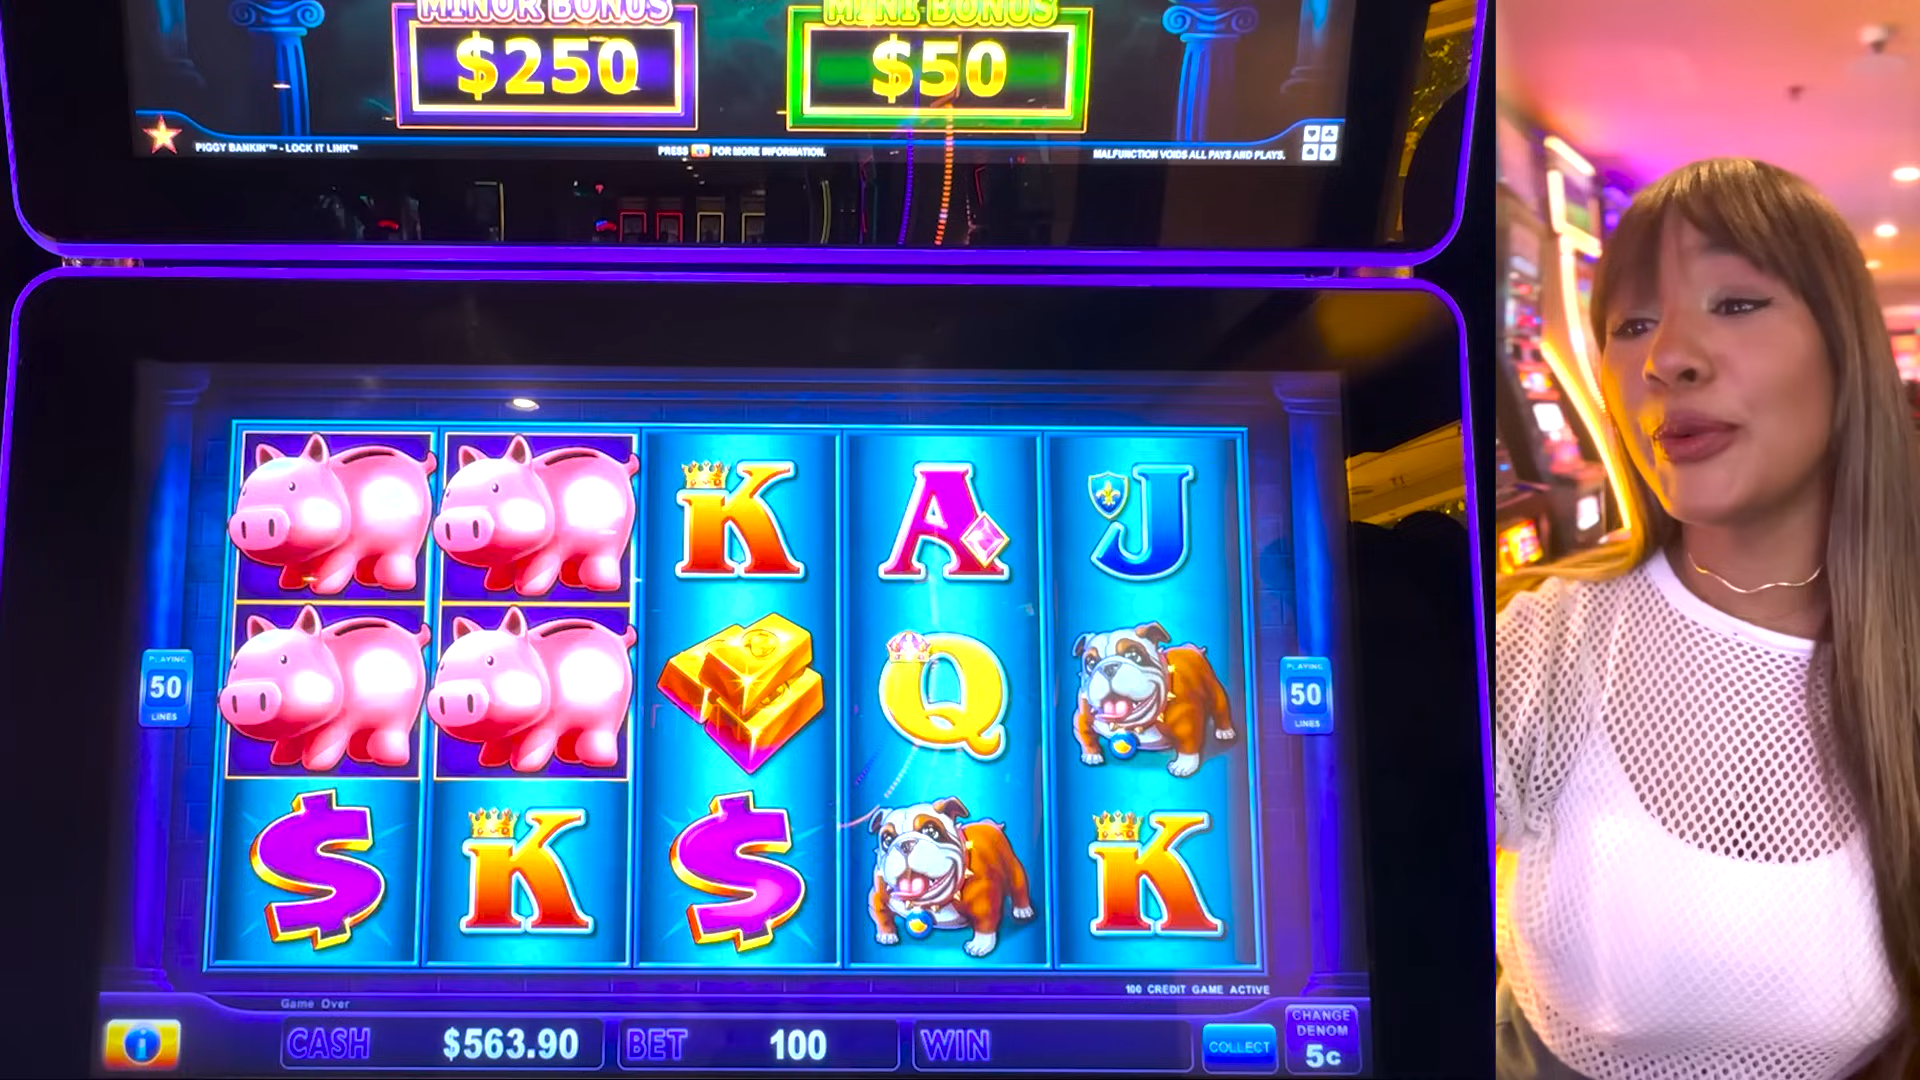 MINOR BONUS
$250
MINI BONUS
$50
PIGGY BANKIN'™ - LOCK IT LINK™
PRESS i FOR MORE INFORMATION.
MALFUNCTION VOIDS ALL PAYS AND PLAYS.
K
A
J
PLAYING
50
LINES
Q
PLAYING
50
LINES
$
K
$
K
Game Over
100 CREDIT GAME ACTIVE
i
CASH
$563.90
BET
100
WIN
COLLECT
CHANGE
DENOM
5¢